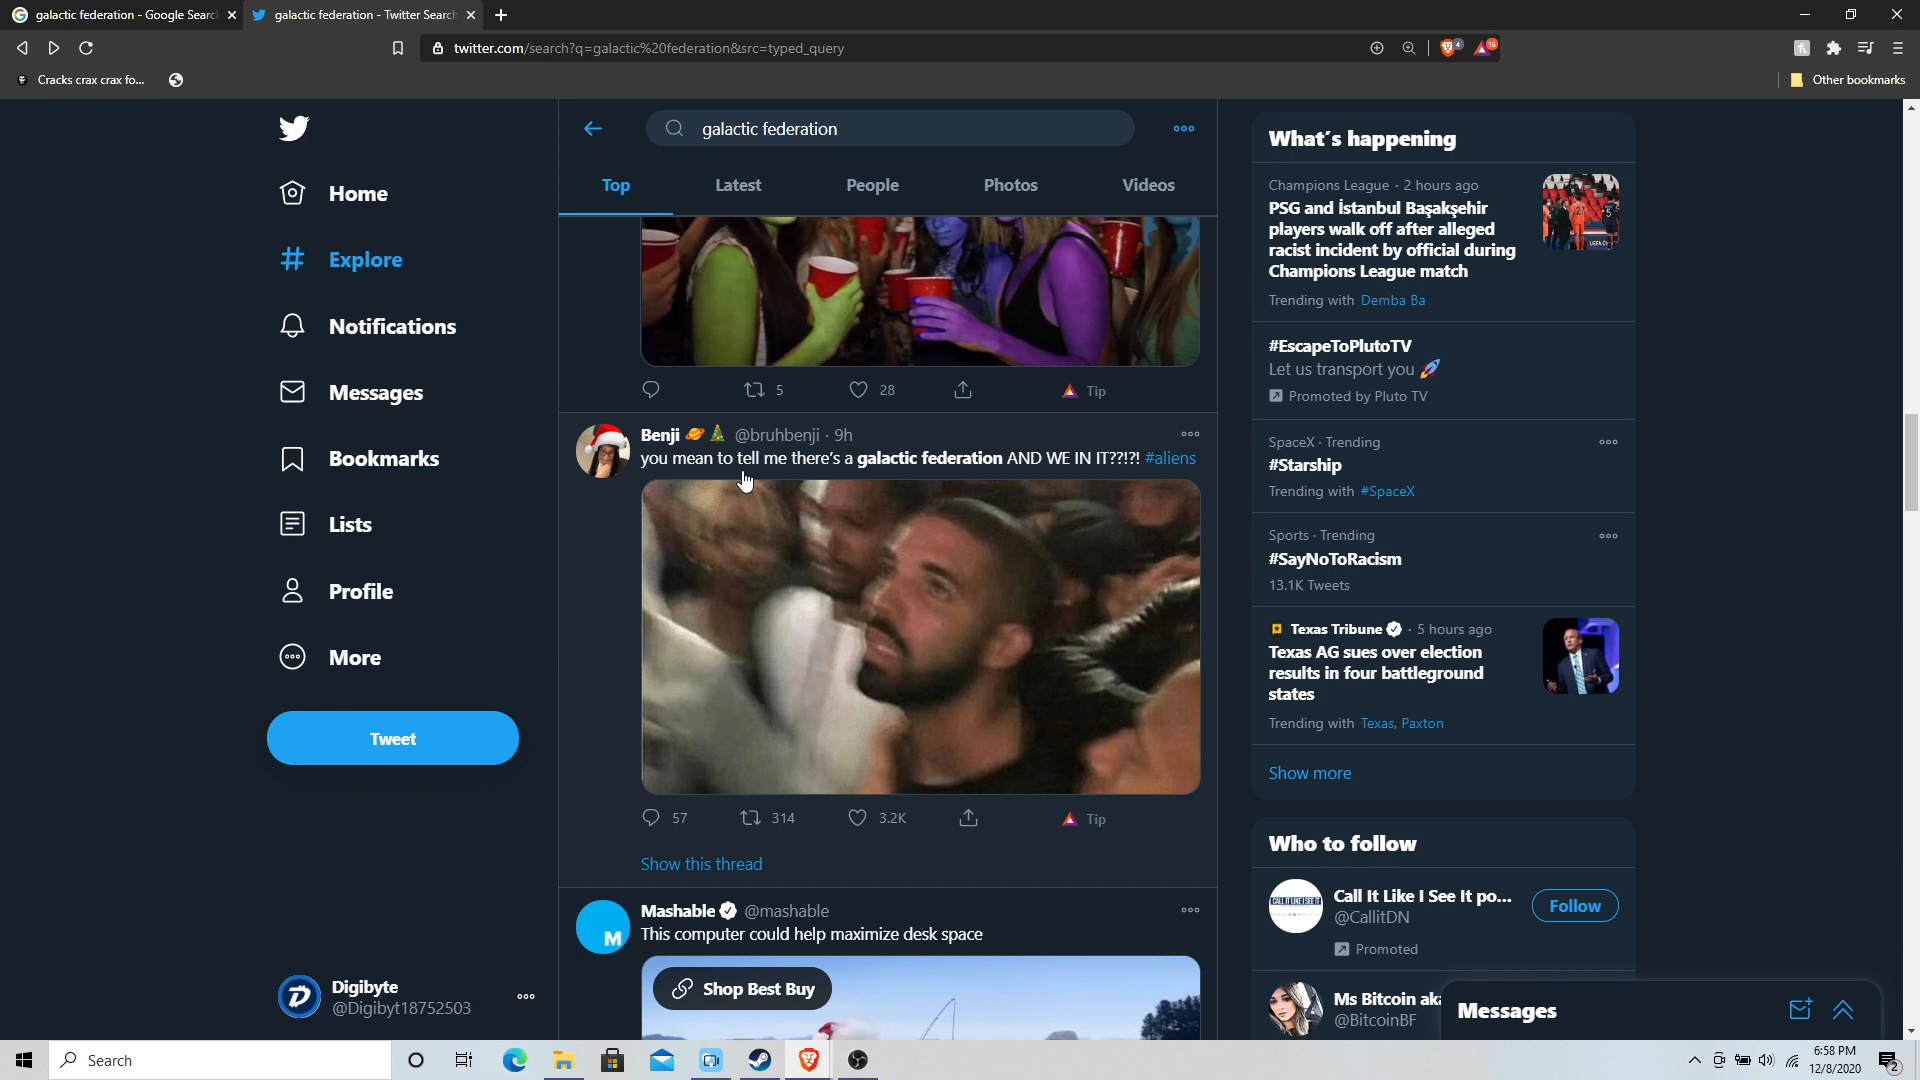 galactic federation - Google Searc
galactic federation - Twitter Search
twitter.com/search?q=galactic%20federation&src=typed_query
4
16
Cracks crax crax fo...
Other bookmarks
Home
Explore
Notifications
Messages
Bookmarks
Lists
Profile
More
Tweet
Digibyte
@Digibyt18752503
galactic federation
Top
Latest
People
Photos
Videos
5
28
Tip
Benji @bruhbenji · 9h
you mean to tell me there's a galactic federation AND WE IN IT??!?! #aliens
57
314
3.2K
Tip
Show this thread
Mashable @mashable
This computer could help maximize desk space
M
Shop Best Buy
What's happening
Champions League · 2 hours ago
PSG and İstanbul Başakşehir
players walk off after alleged
racist incident by official during
Champions League match
Trending with Demba Ba
#EscapeToPlutoTV
Let us transport you
Promoted by Pluto TV
SpaceX · Trending
#Starship
Trending with #SpaceX
Sports · Trending
#SayNoToRacism
13.1K Tweets
Texas Tribune · 5 hours ago
Texas AG sues over election
results in four battleground
states
Trending with Texas, Paxton
Show more
Who to follow
Call It Like I See It po...
@CallitDN
Follow
Promoted
Ms Bitcoin aka
@BitcoinBF
Messages
Search
6:58 PM
12/8/2020
2